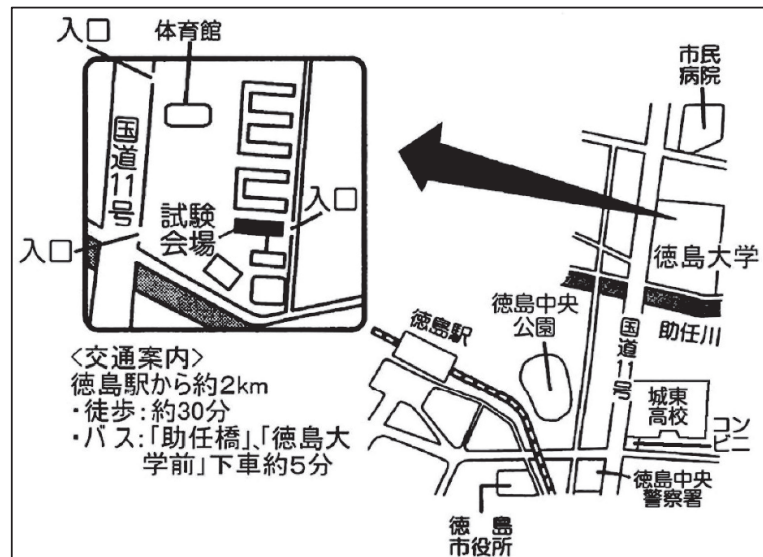 入口
体育館
国道11号
試験
会場
入口
入口
市民
病院
徳島大学
助任川
徳島中央
公園
徳島駅
国道11号
城東
高校
コン
ビニ
徳島中央
警察署
徳島
市役所
<交通案内>
徳島駅から約2km
・徒歩:約30分
・バス:「助任橋」、「徳島大
学前」下車約5分